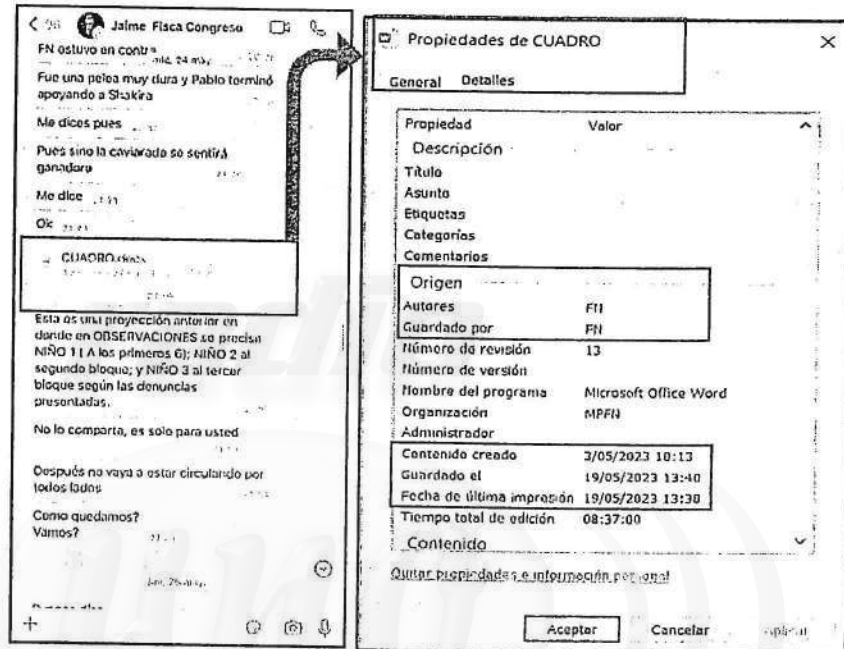 Jaime Fisca Congreso
FN estuvo en contra
mié, 24 may.
Fue una pelea muy dura y Pablo terminó
apoyando a Shakira
Me dices pues
Pues sino la caviarada se sentirá
ganadora
Me dice
Ok
CUADRO.docx
Esta es una proyección anterior en
donde en OBSERVACIONES se precisa
NIÑO 1 ( A los primeros 6); NIÑO 2 al
segundo bloque; y NIÑO 3 al tercer
bloque según las denuncias
presentadas.
No lo comparta, es solo para usted
Después no vaya a estar circulando por
todos lados
Como quedamos?
Vamos?
Propiedades de CUADRO
General Detalles
Propiedad Valor
Descripción
Título
Asunto
Etiquetas
Categorías
Comentarios
Origen
Autores FN
Guardado por FN
Número de revisión 13
Número de versión
Nombre del programa Microsoft Office Word
Organización MPFN
Administrador
Contenido creado 3/05/2023 10:13
Guardado el 19/05/2023 13:40
Fecha de última impresión 19/05/2023 13:30
Tiempo total de edición 08:37:00
Contenido
Quitar propiedades e información personal
Aceptar Cancelar Aplicar